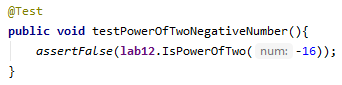 @Test
public void testPowerOfTwoNegativeNumber(){
assertFalse(lab12.IsPowerOfTwo( num: -16));
}